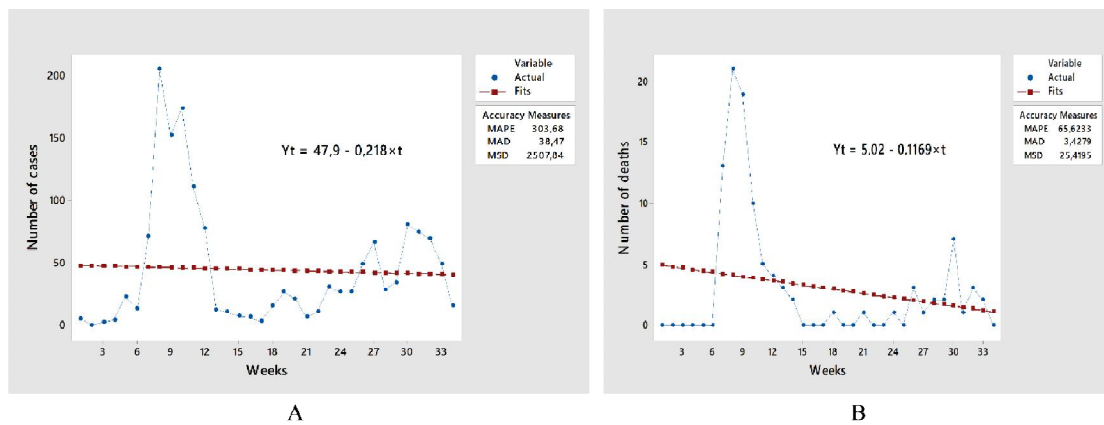 Number of cases
200
150
100
50
0
3 6 9 12 15 18 21 24 27 30 33
Weeks
Yt = 47,9 - 0,218×t
Variable
Actual
Fits
Accuracy Measures
MAPE 303,68
MAD 38,47
MSD 2507,84
A
Number of deaths
20
15
10
5
0
3 6 9 12 15 18 21 24 27 30 33
Weeks
Yt = 5.02 - 0.1169×t
Variable
Actual
Fits
Accuracy Measures
MAPE 65,6233
MAD 3,4279
MSD 25,4195
B